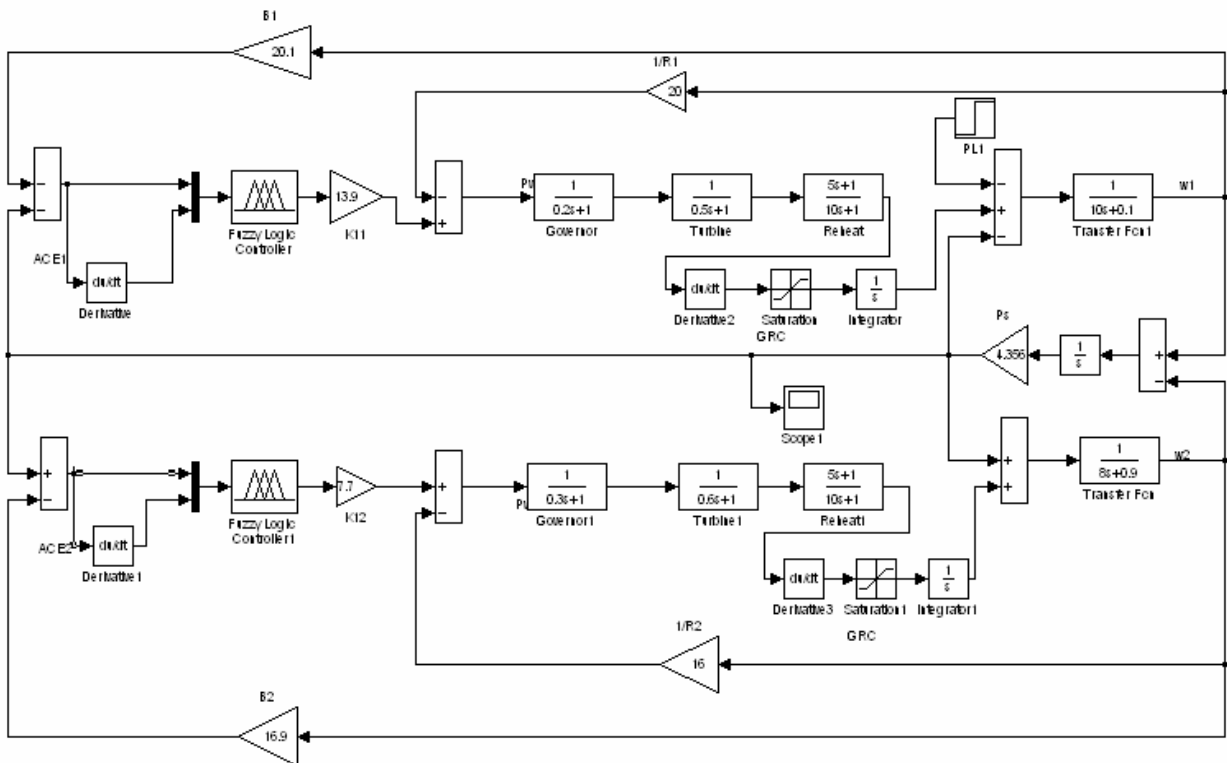 B1
20.1
1/R1
20
PL1
ACE1
du/dt
Derivative
Fuzzy Logic
Controller
13.9
K11
1
0.2s+1
Governor
1
0.5s+1
Turbine
5s+1
10s+1
Reheat
du/dt
Derivative2
Saturation
GRC
1
s
Integrator
1
10s+0.1
Transfer Fcn1
w1
Ps
4.356
1
s
Scope1
ACE2
du/dt
Derivative1
Fuzzy Logic
Controller1
7.7
K12
1
0.3s+1
Governor1
1
0.6s+1
Turbine1
5s+1
10s+1
Reheat1
du/dt
Derivative3
Saturation1
GRC
1
s
Integrator1
1
8s+0.9
Transfer Fcn
w2
1/R2
16
B2
16.9